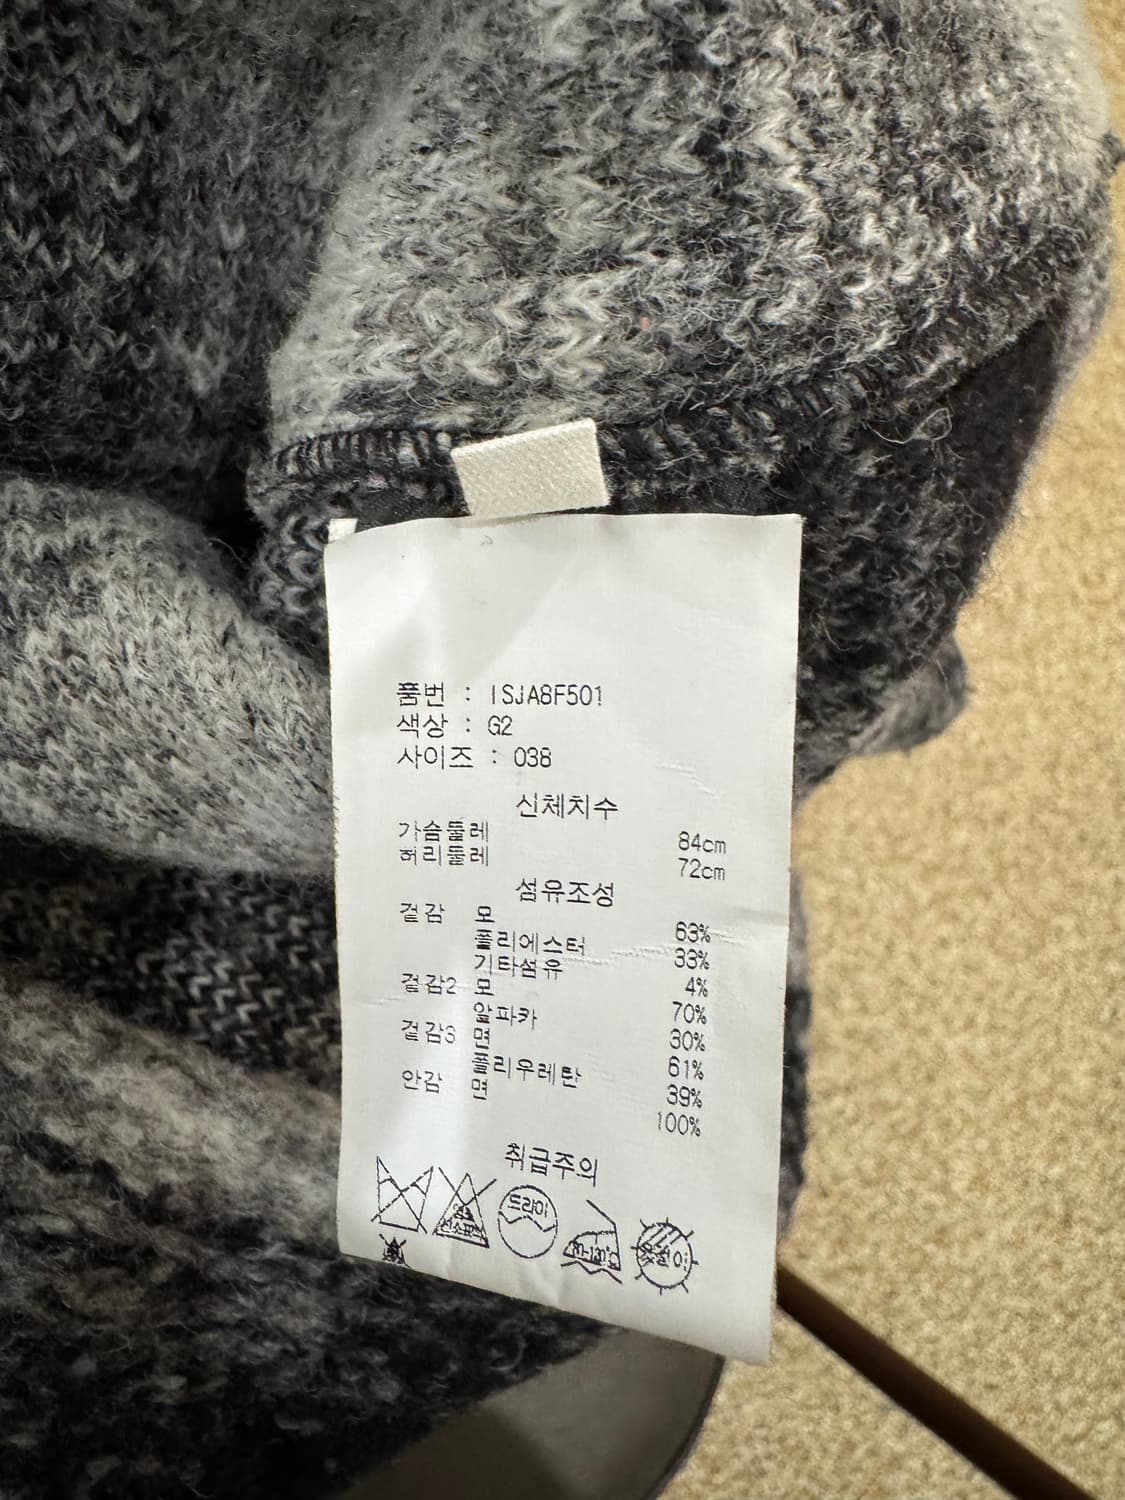 품번 : ISJA8F501
색상 : G2
사이즈 : 038
신체치수
가슴둘레 84cm
허리둘레 72cm
섬유조성
겉감 모 63%
폴리에스터 33%
기타섬유 4%
겉감2 모 70%
알파카 30%
겉감3 면 61%
폴리우레탄 39%
안감 면 100%
취급주의
드라이
옷걸이